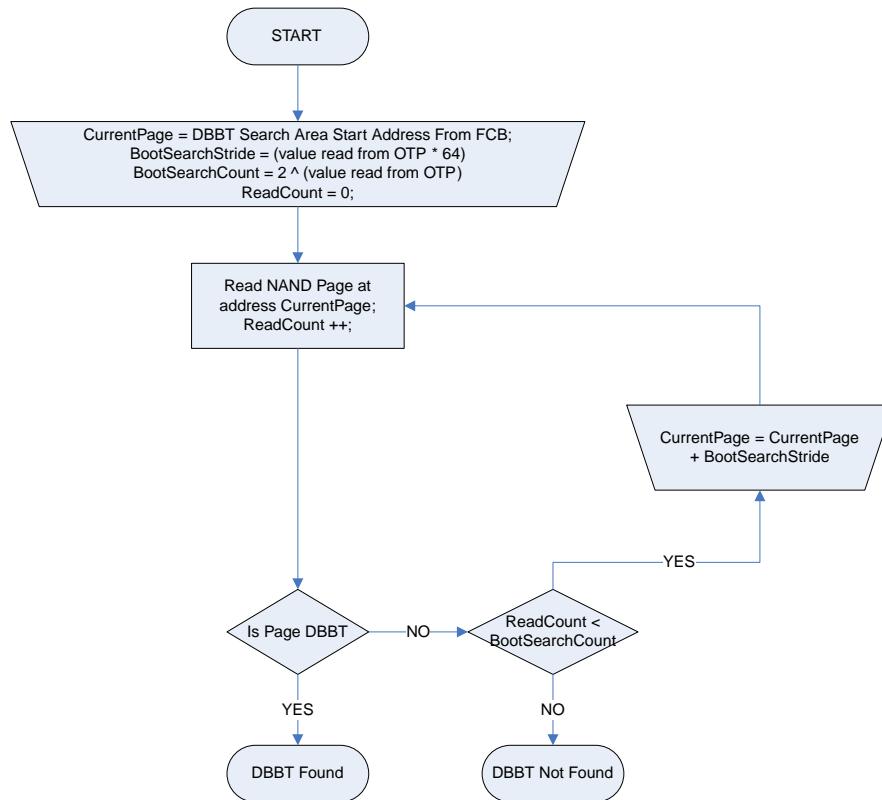 START
CurrentPage = DBBT Search Area Start Address From FCB;
BootSearchStride = (value read from OTP * 64)
BootSearchCount = 2 ^ (value read from OTP)
ReadCount = 0;
Read NAND Page at
address CurrentPage;
ReadCount ++;
CurrentPage = CurrentPage
+ BootSearchStride
YES
Is Page DBBT
NO
ReadCount <
BootSearchCount
YES
NO
DBBT Found
DBBT Not Found